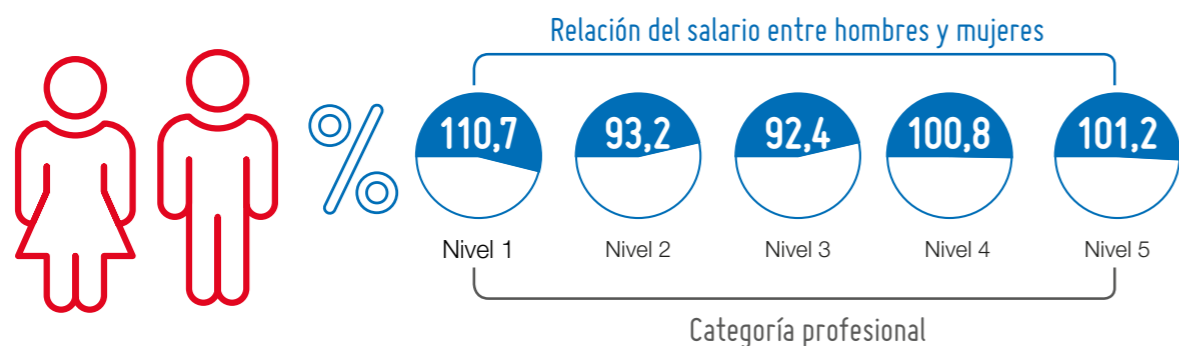 Relación del salario entre hombres y mujeres
%
110,7 93,2 92,4 100,8 101,2
Nivel 1 Nivel 2 Nivel 3 Nivel 4 Nivel 5
Categoría profesional